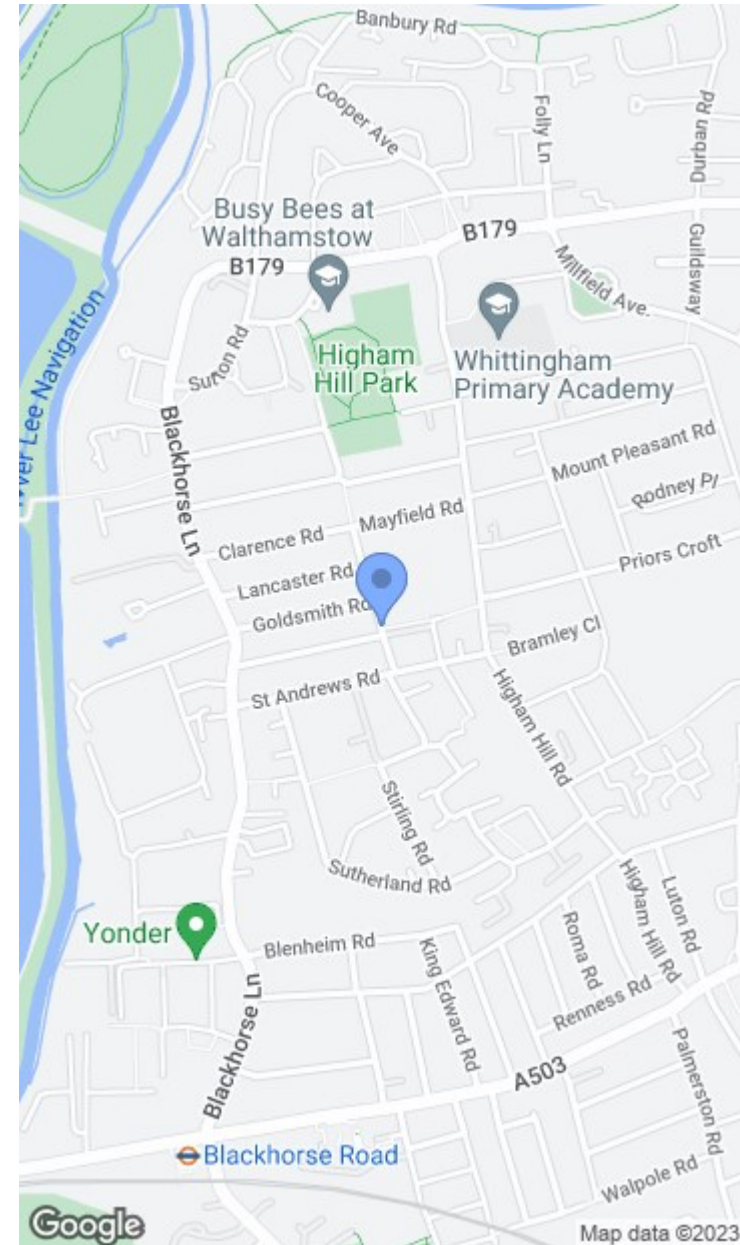 Banbury Rd
Cooper Ave
Folly Ln
Durban Rd
Busy Bees at
Walthamstow
B179
B179
Guildsway
Millfield Ave.
Higham
Hill Park
Whittingham
Primary Academy
Sutton Rd
Lee Navigation
Blackhorse Ln
Mount Pleasant Rd
Rodney Pl
Mayfield Rd
Clarence Rd
Lancaster Rd
Priors Croft
Goldsmith Rd
Bramley Cl
St Andrews Rd
Higham Hill Rd
Stirling Rd
Sutherland Rd
Higham Hill Rd
Luton Rd
Yonder
Blenheim Rd
King Edward Rd
Roma Rd
Renness Rd
Blackhorse Ln
A503
Palmerston Rd
Blackhorse Road
Walpole Rd
Google
Map data ©2023